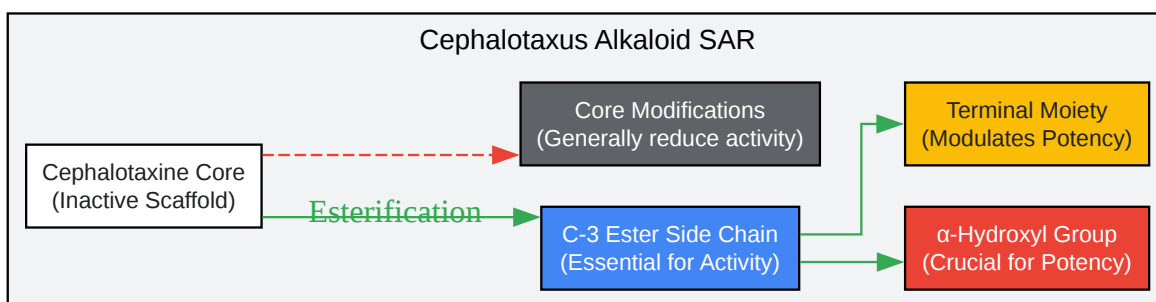 Cephalotaxus Alkaloid SAR
Core Modifications
(Generally reduce activity)
Terminal Moiety
(Modulates Potency)
Cephalotaxine Core
(Inactive Scaffold)
Esterification
C-3 Ester Side Chain
(Essential for Activity)
α-Hydroxyl Group
(Crucial for Potency)